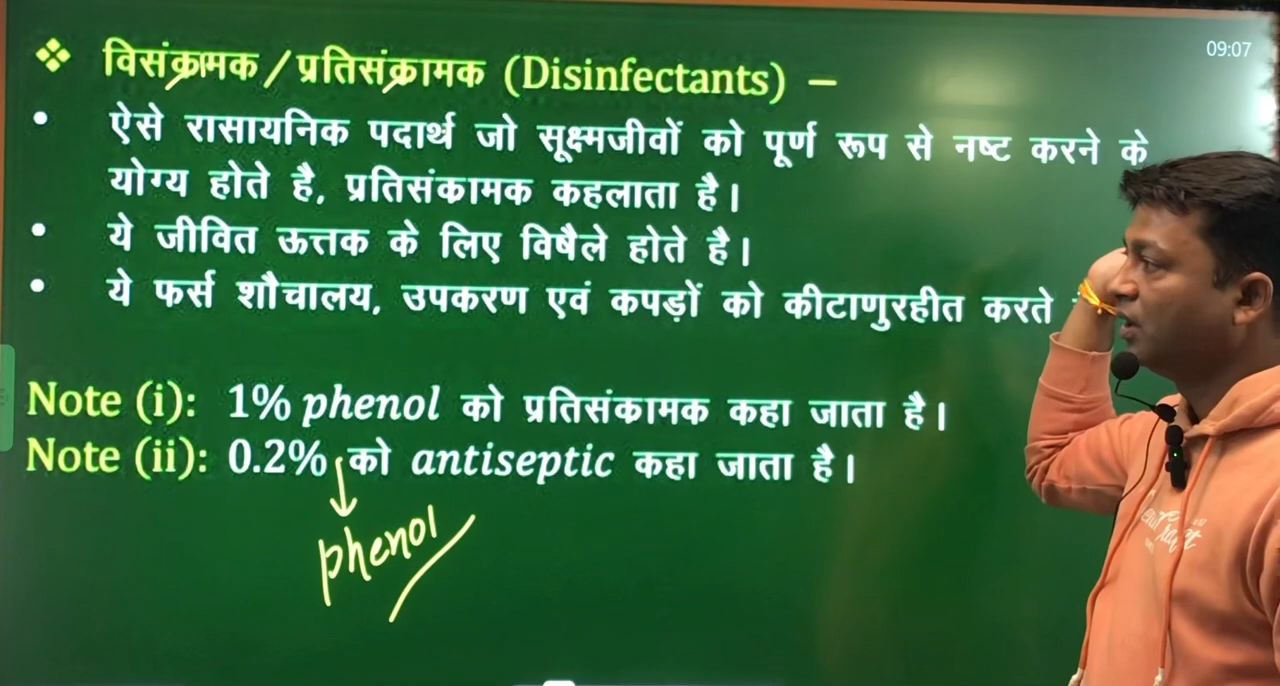 09:07
❖ विसंक्रामक / प्रतिसंक्रामक (Disinfectants) –
• ऐसे रासायनिक पदार्थ जो सूक्ष्मजीवों को पूर्ण रूप से नष्ट करने के
योग्य होते है, प्रतिसंकामक कहलाता है।
• ये जीवित ऊत्तक के लिए विषैले होते है।
• ये फर्स शौचालय, उपकरण एवं कपड़ों को कीटाणुरहीत करते
Note (i): 1% phenol को प्रतिसंकामक कहा जाता है।
Note (ii): 0.2% को antiseptic कहा जाता है।
phenol